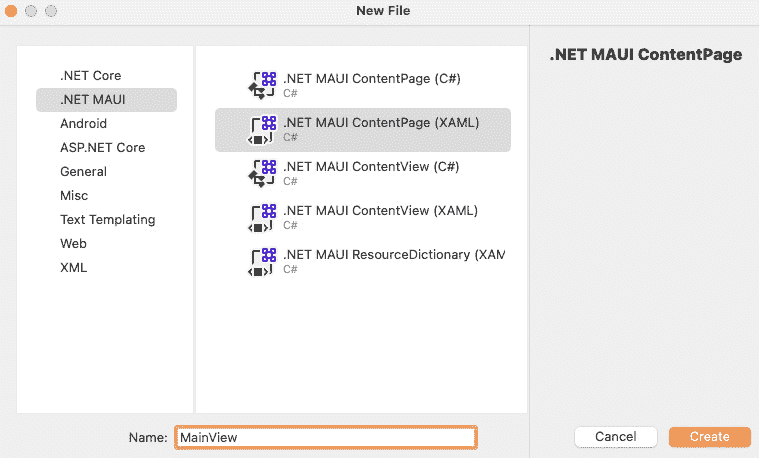 New File
.NET Core
.NET MAUI
Android
ASP.NET Core
General
Misc
Text Templating
Web
XML
.NET MAUI ContentPage (C#)
C#
.NET MAUI ContentPage (XAML)
C#
.NET MAUI ContentView (C#)
C#
.NET MAUI ContentView (XAML)
C#
.NET MAUI ResourceDictionary (XAM
C#
.NET MAUI ContentPage
Name: MainView
Cancel Create